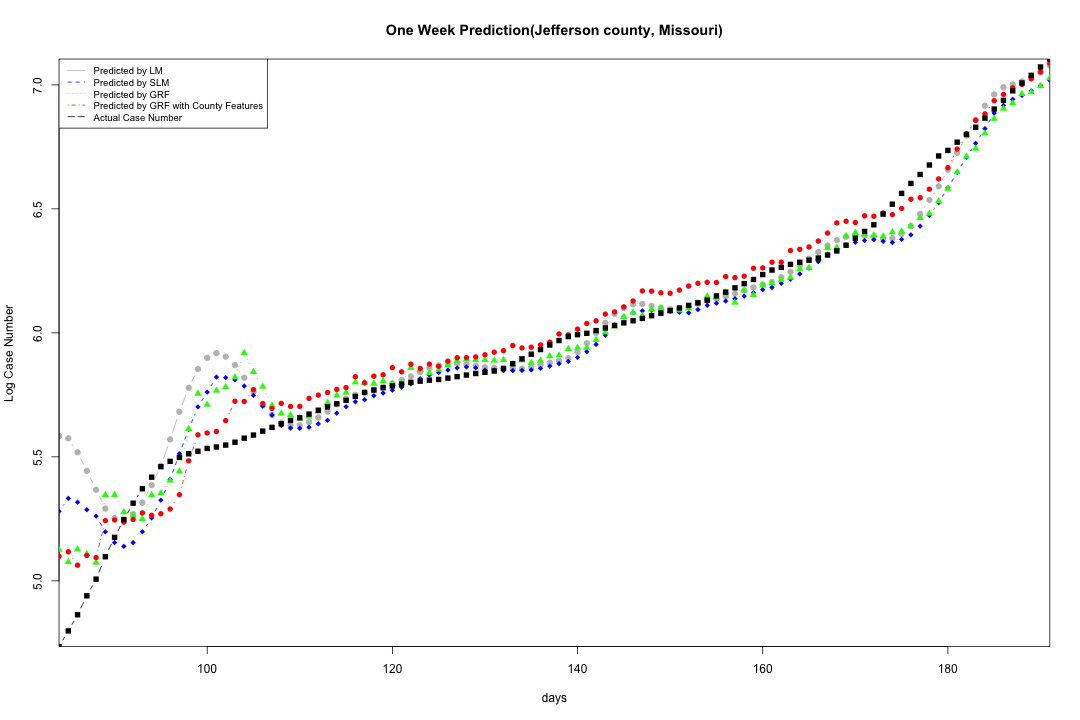 One Week Prediction(Jefferson county, Missouri)
Predicted by LM
Predicted by SLM
Predicted by GRF
Predicted by GRF with County Features
Actual Case Number
7.0
6.5
6.0
5.5
5.0
Log Case Number
100 120 140 160 180
days